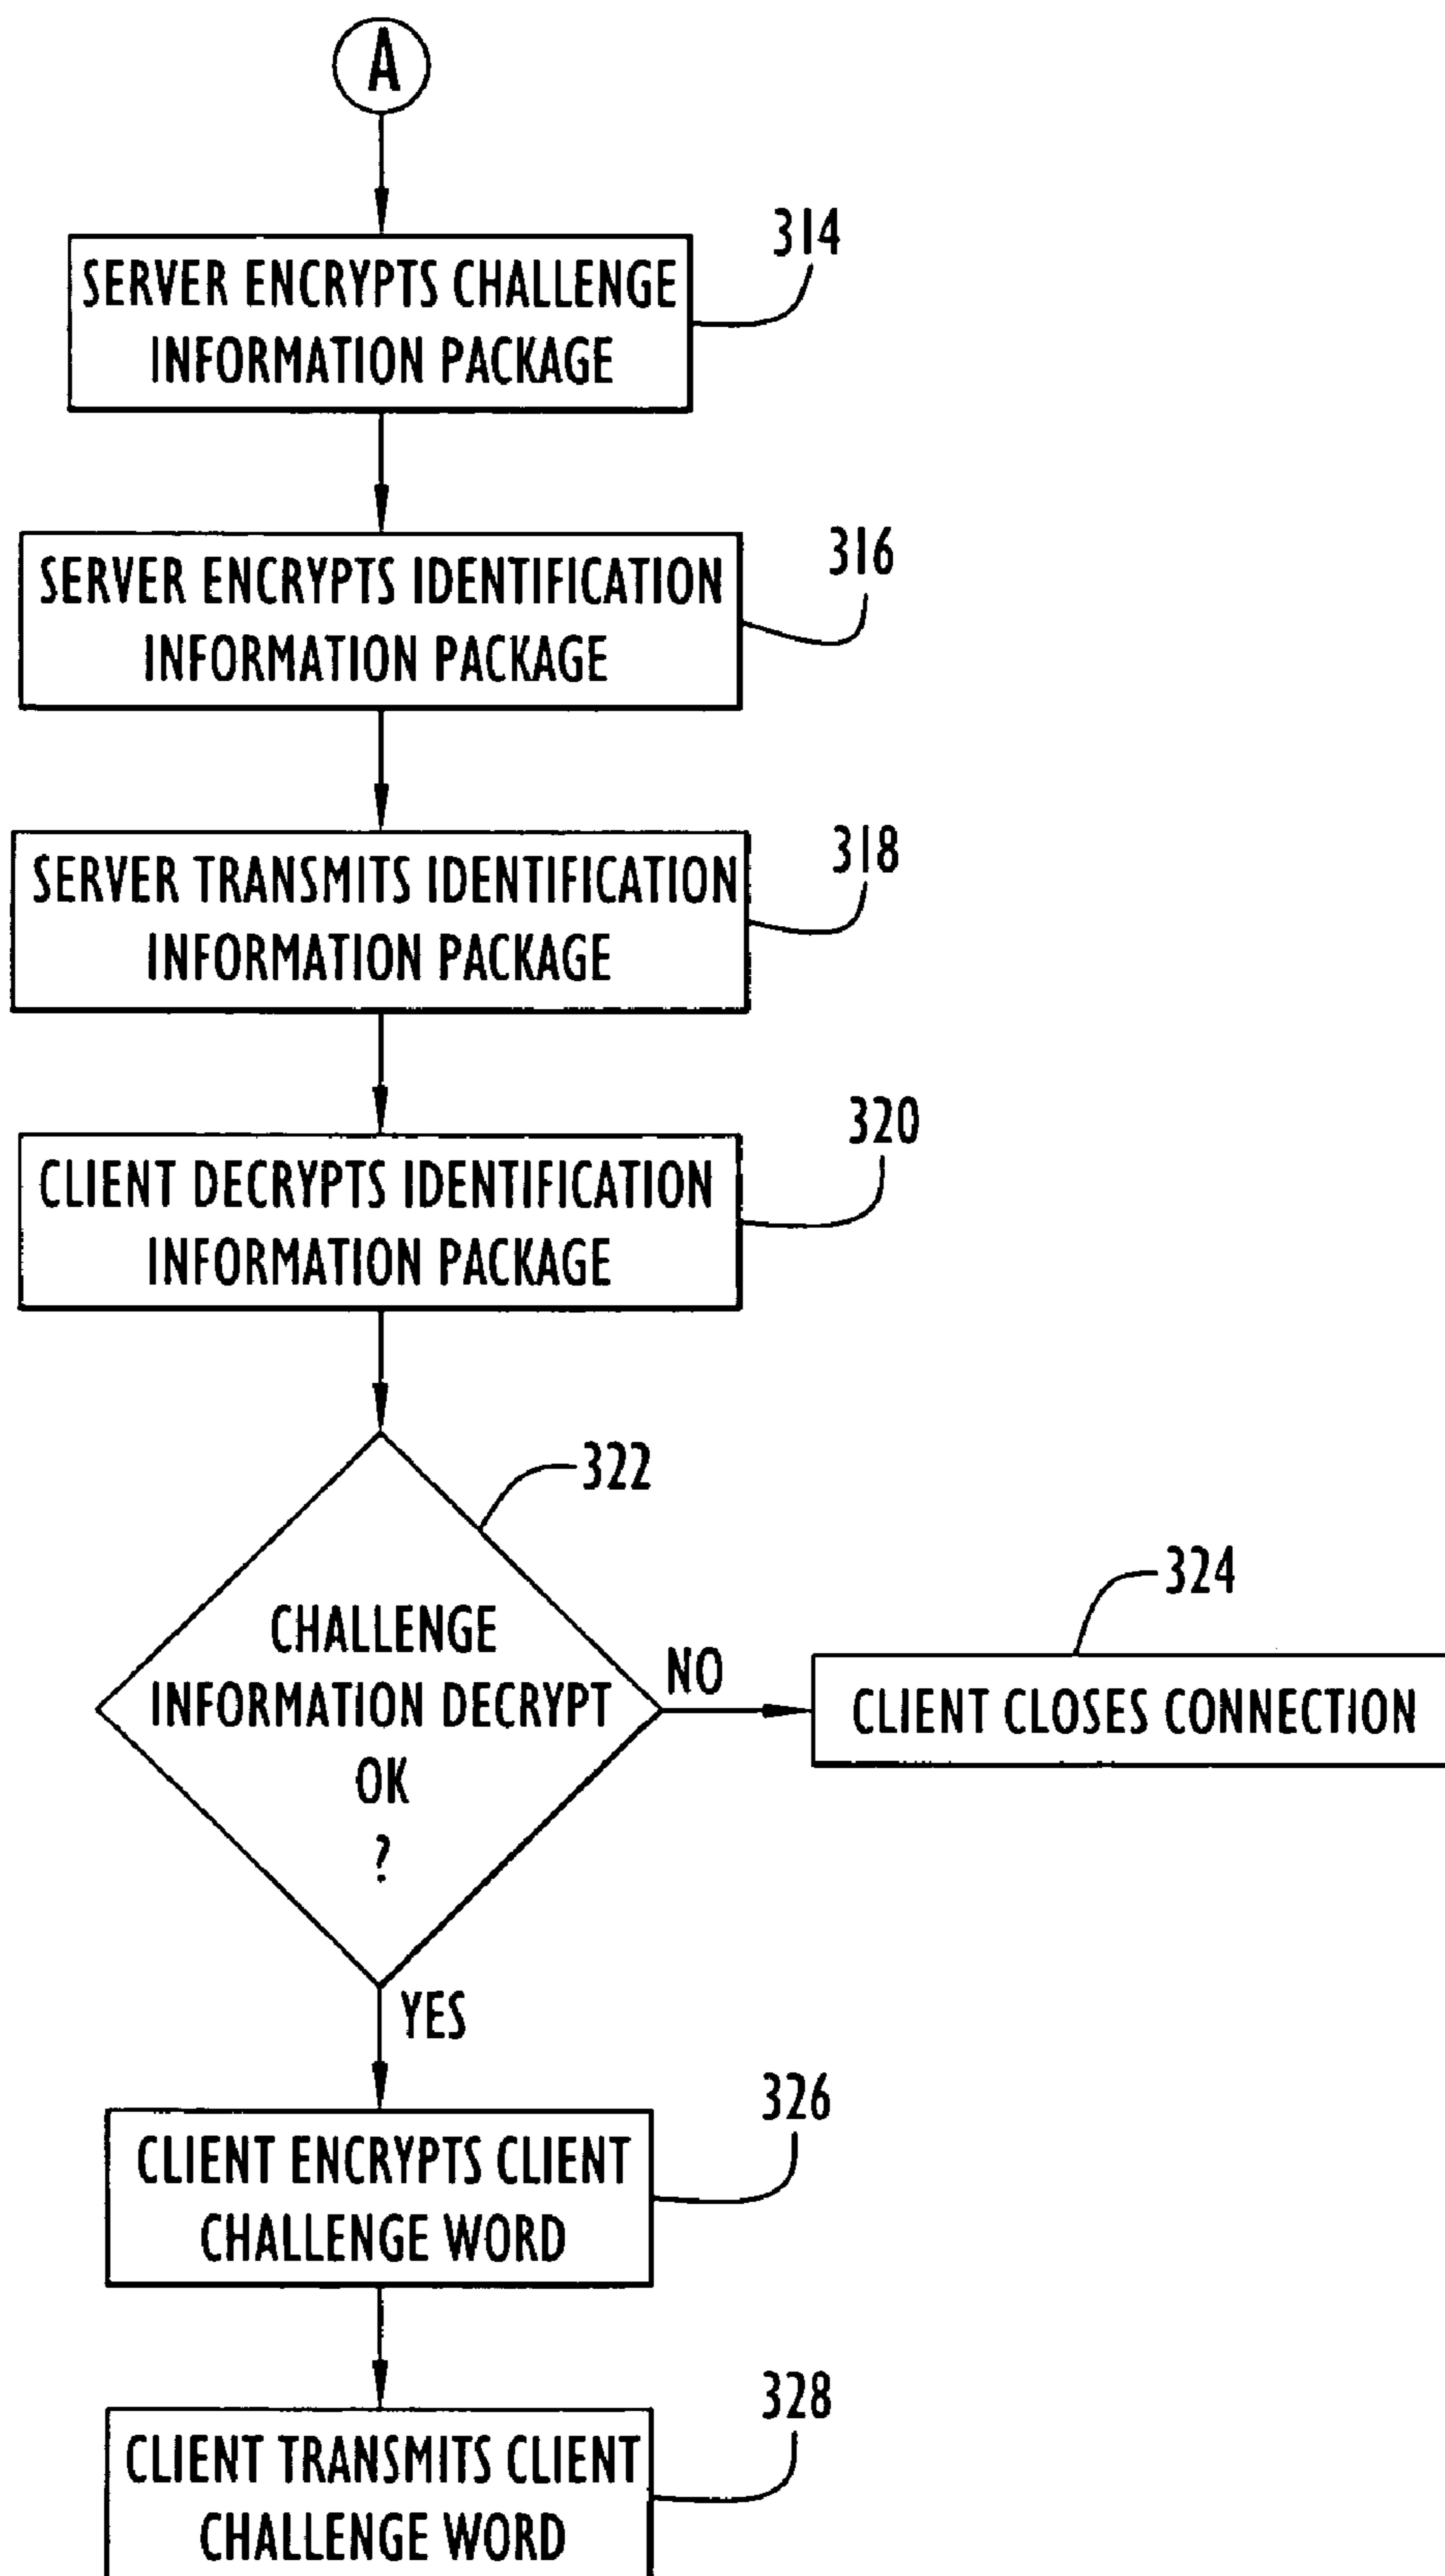 A
314
SERVER ENCRYPTS CHALLENGE
INFORMATION PACKAGE
316
SERVER ENCRYPTS IDENTIFICATION
INFORMATION PACKAGE
318
SERVER TRANSMITS IDENTIFICATION
INFORMATION PACKAGE
320
CLIENT DECRYPTS IDENTIFICATION
INFORMATION PACKAGE
322
CHALLENGE
INFORMATION DECRYPT
OK
?
NO
324
CLIENT CLOSES CONNECTION
YES
326
CLIENT ENCRYPTS CLIENT
CHALLENGE WORD
328
CLIENT TRANSMITS CLIENT
CHALLENGE WORD